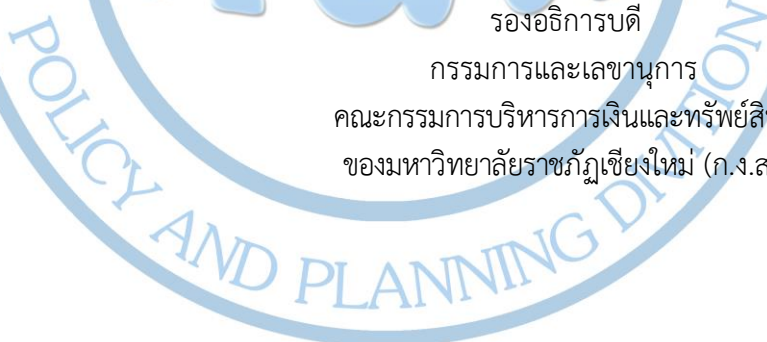 รองอธิการบดี
กรรมการและเลขานุการ
คณะกรรมการบริหารการเงินและทรัพย์สิ
ของมหาวิทยาลัยราชภัฏเชียงใหม่ (ก.ง.ส
POLICY AND PLANNING DIVISION